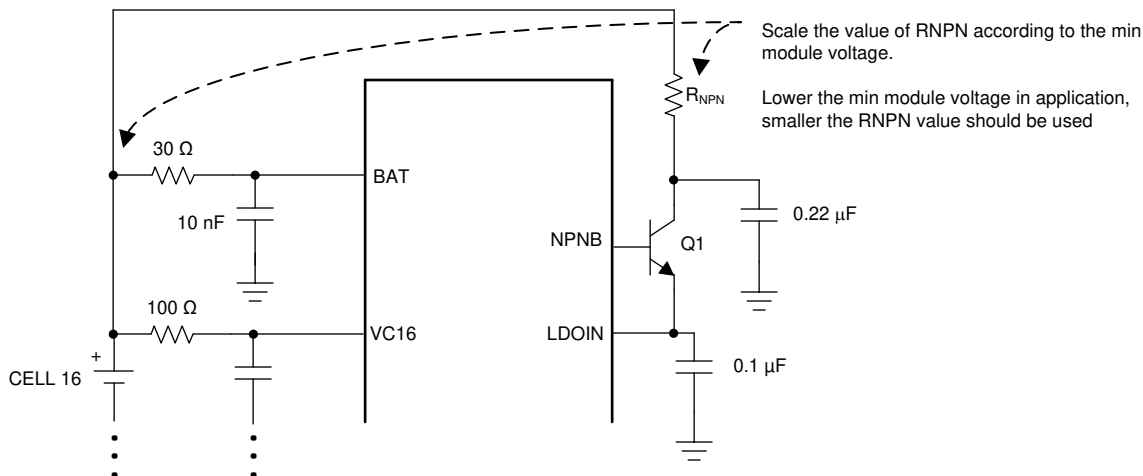 Scale the value of RNPN according to the min
module voltage.
Lower the min module voltage in application,
smaller the RNPN value should be used
RNPN
30 Ω
BAT
10 nF
0.22 μF
NPNB
Q1
100 Ω
VC16
LDOIN
+
CELL 16
0.1 µF